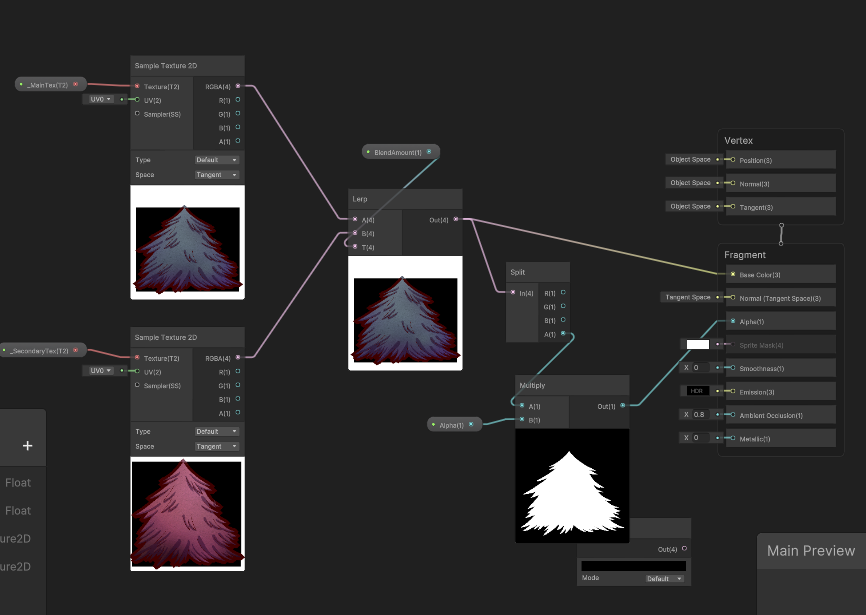 Sample Texture 2D
_MainTex(T2)
Texture(T2)
RGBA(4)
UV0
UV(2)
R(1)
Sampler(SS)
G(1)
B(1)
A(1)
Type
Default
Space
Tangent
BlendAmount(1)
Lerp
A(4)
Out(4)
B(4)
T(4)
Split
In(4)
R(1)
G(1)
B(1)
A(1)
Sample Texture 2D
_SecondaryTex(T2)
Texture(T2)
RGBA(4)
UV0
UV(2)
R(1)
Sampler(SS)
G(1)
B(1)
A(1)
Type
Default
Space
Tangent
Multiply
A(1)
Out(1)
B(1)
Alpha(1)
Out(4)
Mode
Default
Vertex
Object Space
Position(3)
Object Space
Normal(3)
Object Space
Tangent(3)
Fragment
Base Color(3)
Tangent Space
Normal (Tangent Space)(3)
Alpha(1)
Sprite Mask(4)
X 0
Smoothness(1)
HDR
Emission(3)
X 0.8
Ambient Occlusion(1)
X 0
Metallic(1)
+
Float
Float
ure2D
ure2D
Main Preview